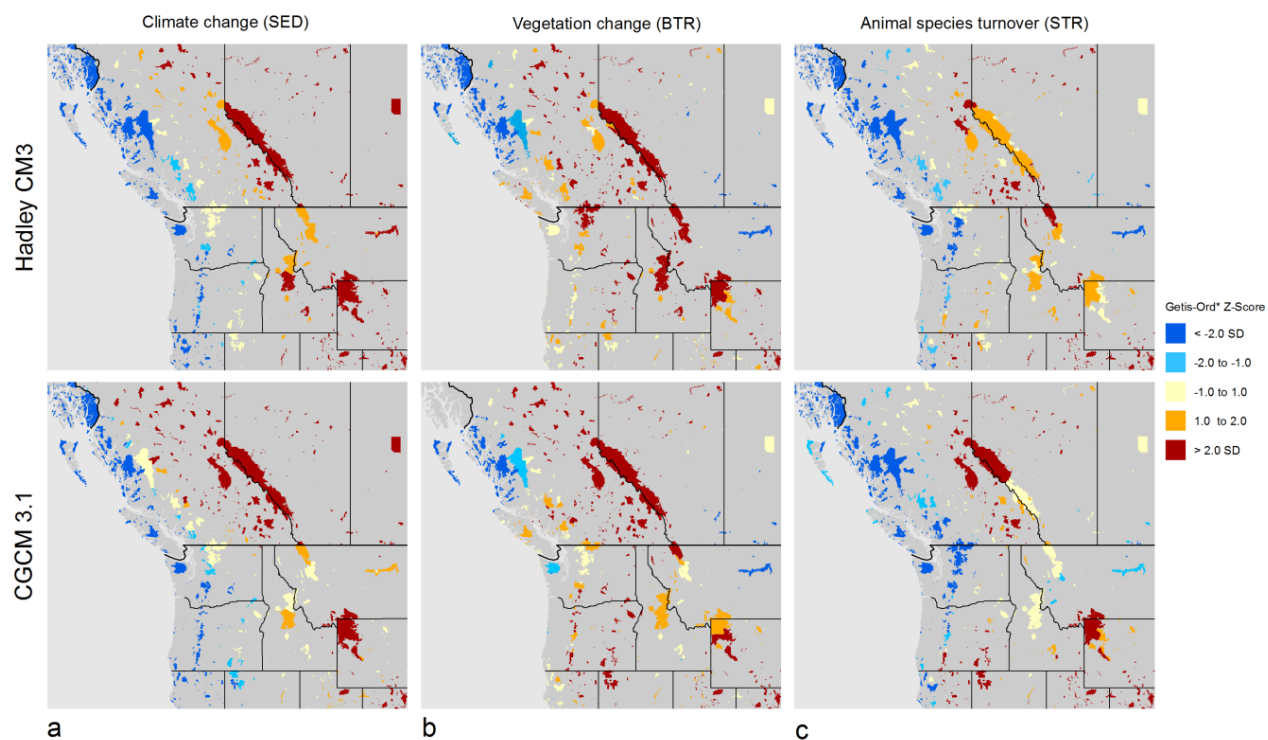 Climate change (SED)
Vegetation change (BTR)
Animal species turnover (STR)
Hadley CM3
CGCM 3.1
Getis-Ord* Z-Score
< -2.0 SD
-2.0 to -1.0
-1.0 to 1.0
1.0 to 2.0
> 2.0 SD
a
b
c